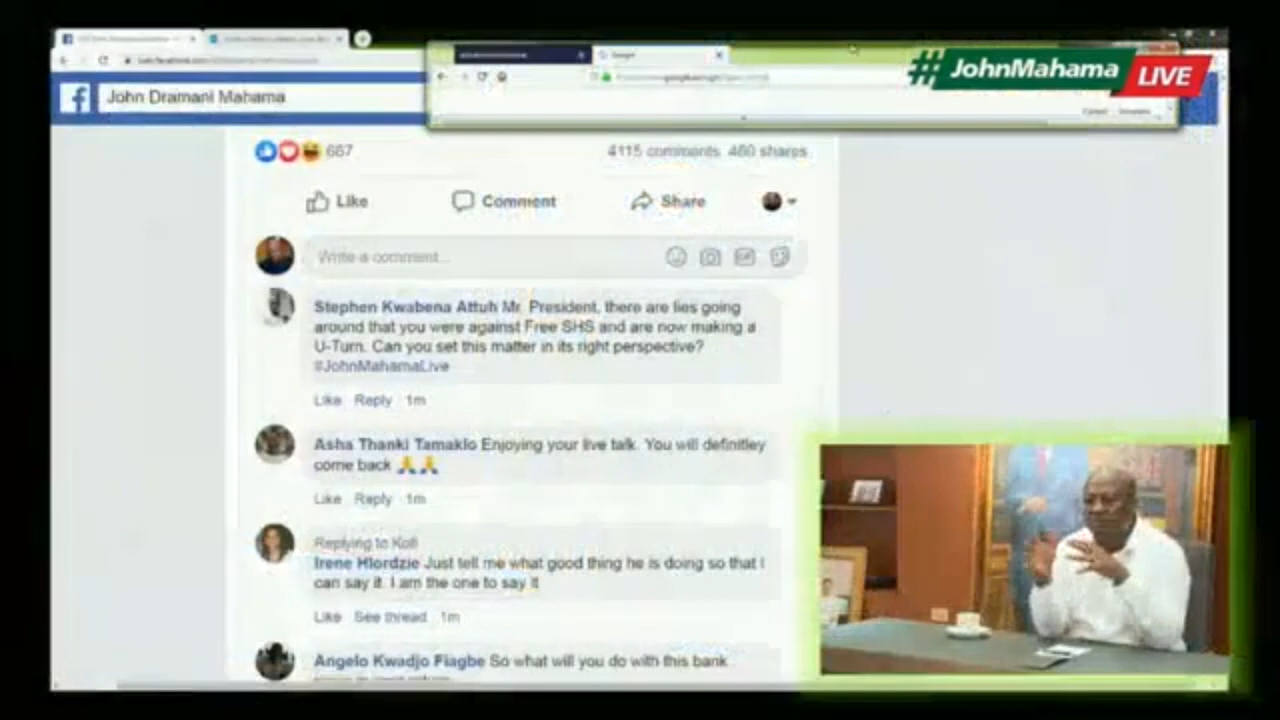 #JohnMahama LIVE
John Dramani Mahama
667
4115 comments 460 shares
Like Comment Share
Write a comment...
GIF
Stephen Kwabena Attuh Mr. President, there are lies going
around that you were against Free SHS and are now making a
U-Turn. Can you set this matter in its right perspective?
#JohnMahamaLive
Like Reply 1m
Asha Thanki Tamaklo Enjoying your live talk. You will definitley
come back 🙏🙏
Like Reply 1m
Replying to Kofi
Irene Hlordzie Just tell me what good thing he is doing so that I
can say it. I am the one to say it
Like See thread 1m
Angelo Kwadjo Fiagbe So what will you do with this bank